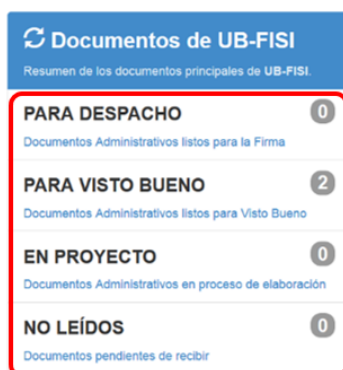 Documentos de UB-FISI
Resumen de los documentos principales de UB-FISI.
PARA DESPACHO 0
Documentos Administrativos listos para la Firma
PARA VISTO BUENO 2
Documentos Administrativos listos para Visto Bueno
EN PROYECTO 0
Documentos Administrativos en proceso de elaboración
NO LEÍDOS 0
Documentos pendientes de recibir